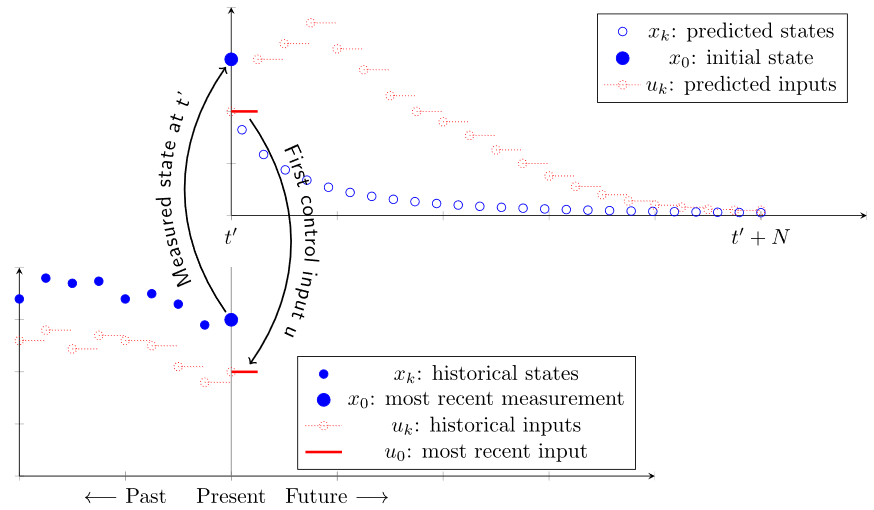 x_k: predicted states
x_0: initial state
u_k: predicted inputs
Measured state at t′
First control input u
t′
t′ + N
x_k: historical states
x_0: most recent measurement
u_k: historical inputs
u_0: most recent input
⟵ Past
Present
Future ⟶